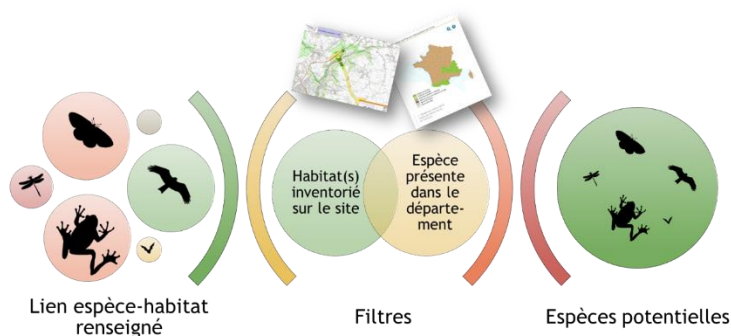 Habitat(s)
inventorié
sur le site
Espèce
présente
dans le
départe-
ment
Lien espèce-habitat
renseigné
Filtres
Espèces potentielles